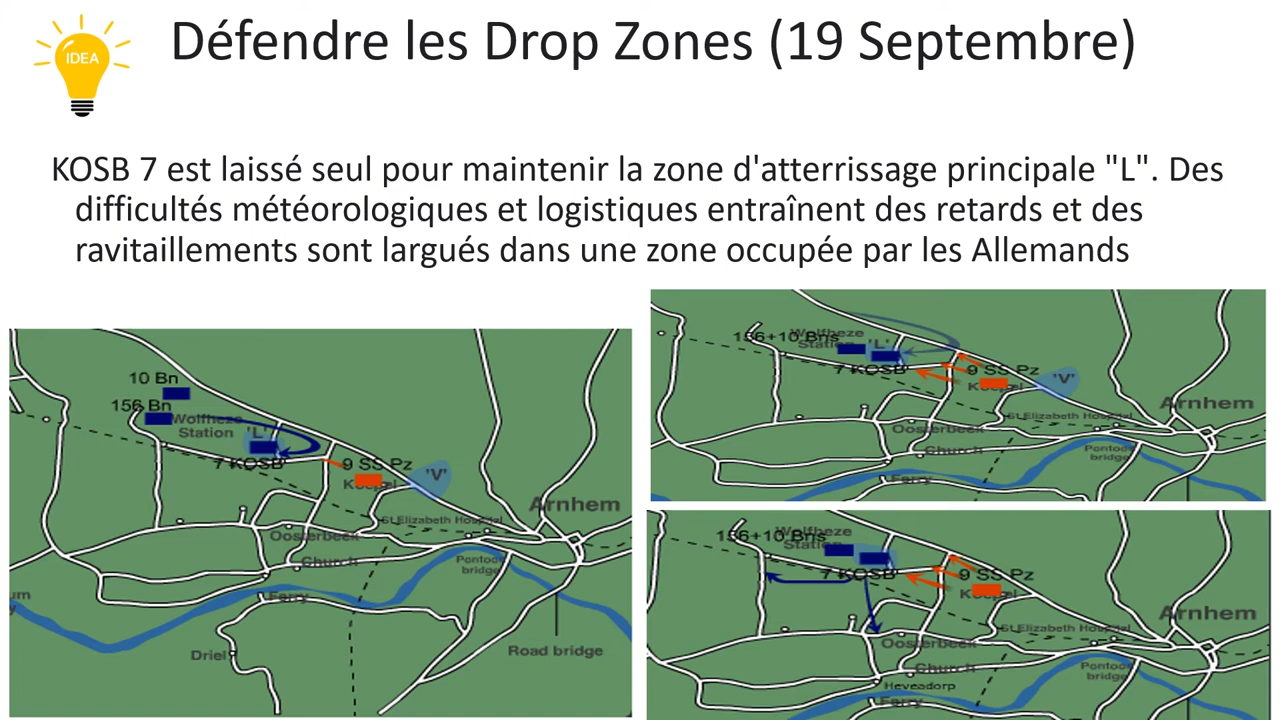 IDEA
Défendre les Drop Zones (19 Septembre)
KOSB 7 est laissé seul pour maintenir la zone d'atterrissage principale "L". Des
difficultés météorologiques et logistiques entraînent des retards et des
ravitaillements sont largués dans une zone occupée par les Allemands
10 Bn
156 Bn
Wolfheze
Station
'L'
7 KOSB'
9 SS Pz
Koepel
'V'
Arnhem
St Elizabeth Hospital
Oosterbeek
Church
Pontoon
bridge
Ferry
Driel
Road bridge
156+10 Bns
Wolfheze
Station
'L'
7 KOSB'
9 SS Pz
Koepel
'V'
Arnhem
St Elizabeth Hospital
Oosterbeek
Church
Pontoon
bridge
Ferry
156+10 Bns
Wolfheze
Station
7 KOSB'
9 SS Pz
Koepel
Arnhem
St Elizabeth Hospital
Oosterbeek
Church
Pontoon
bridge
Heveadorp
Ferry